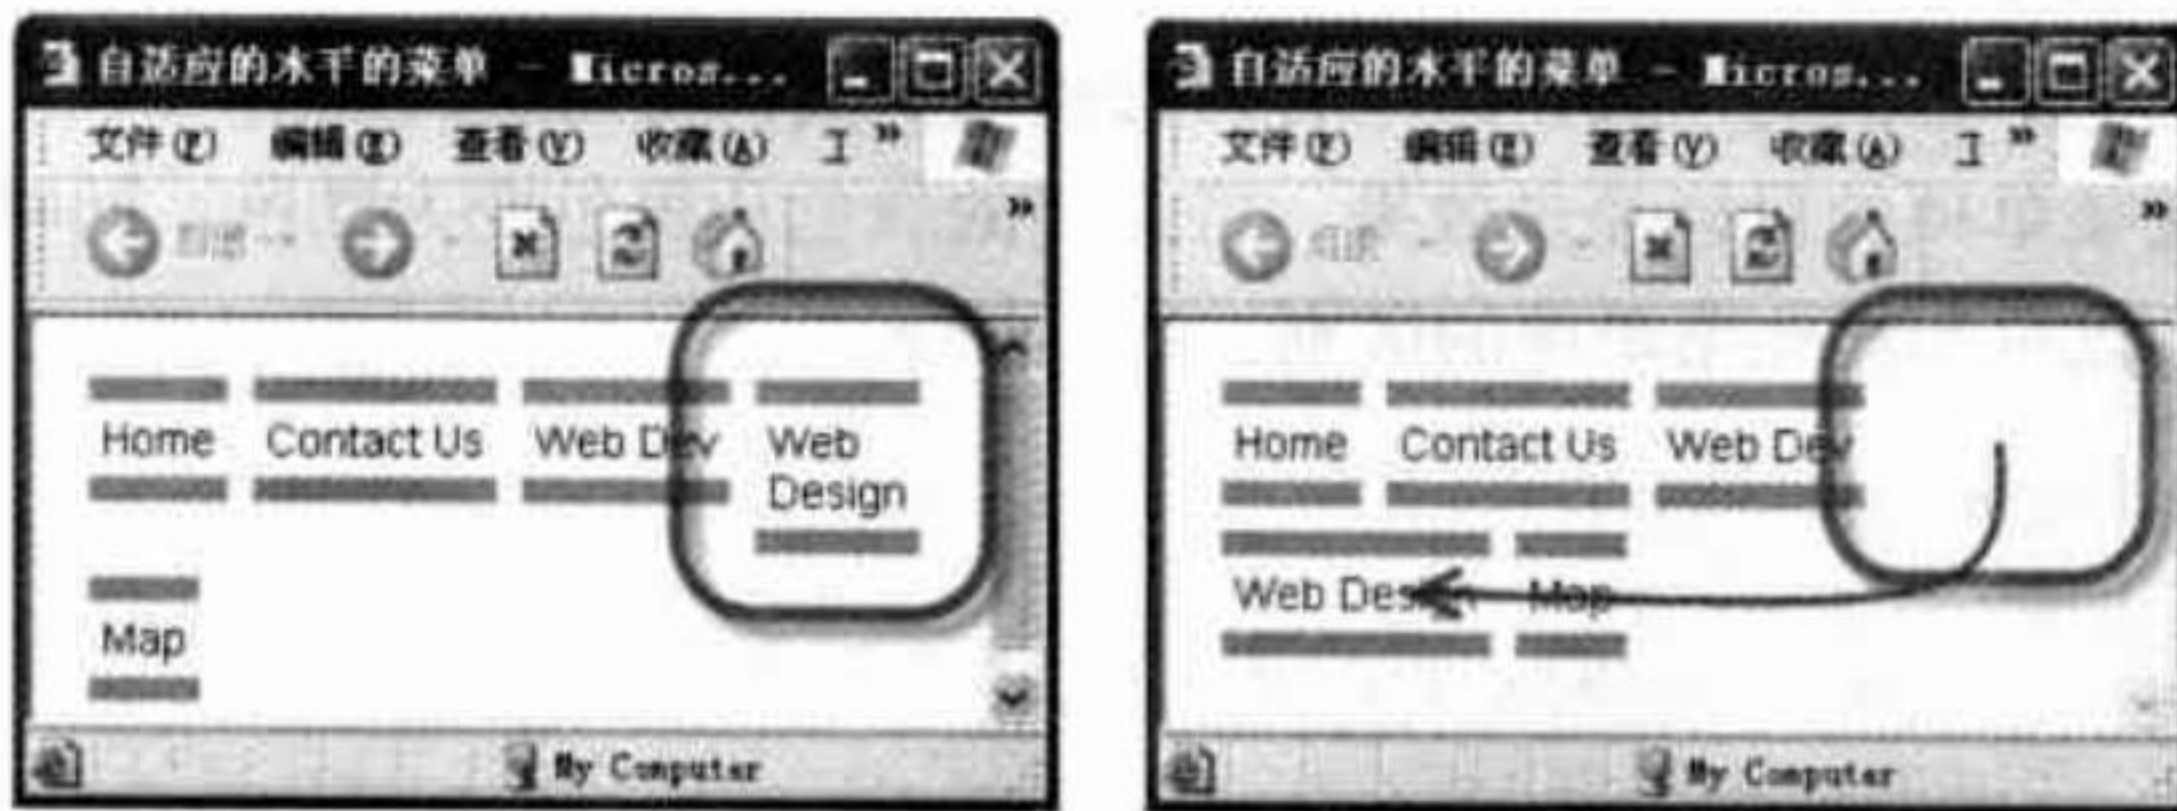 自适应的水平的菜单 - Micros...
文件(F) 编辑(E) 查看(V) 收藏(A) 工 »
»
Home Contact Us Web Dev Web Design
Map
My Computer
自适应的水平的菜单 - Micros...
文件(F) 编辑(E) 查看(V) 收藏(A) 工 »
»
Home Contact Us Web Dev
Web Design Map
My Computer